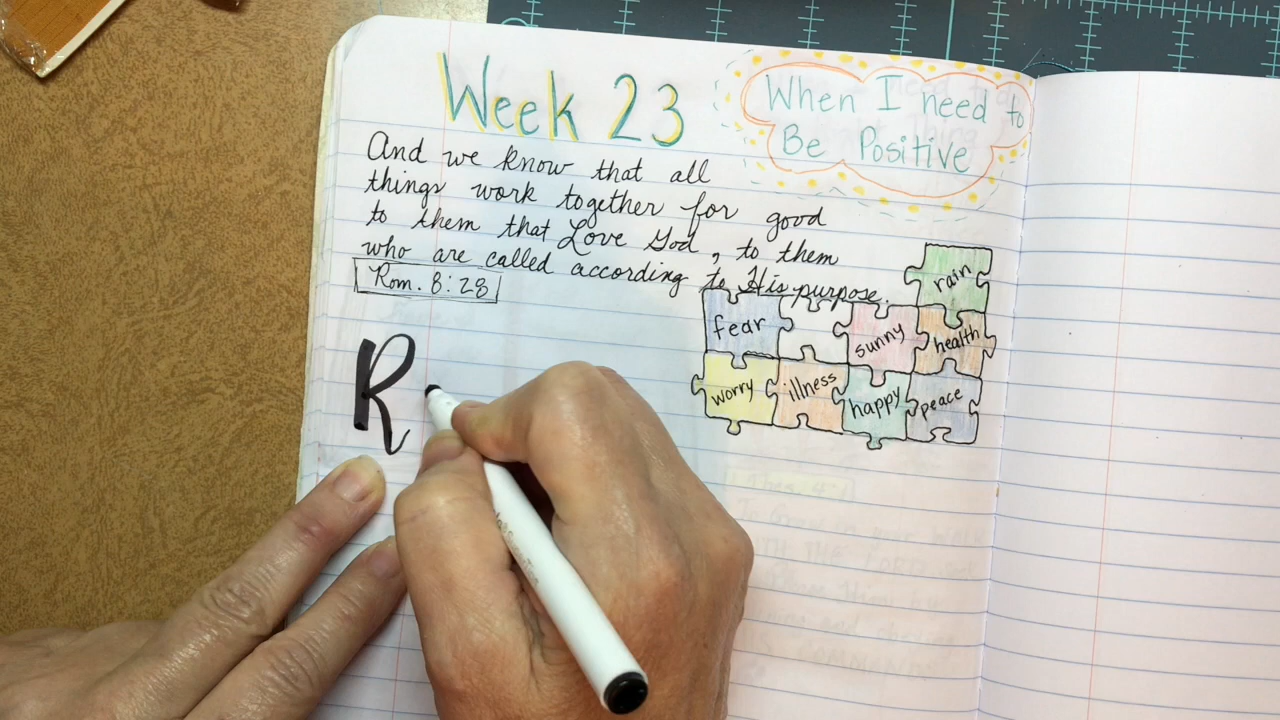 Week 23
When I need to
Be Positive
And we know that all
things work together for good
to them that Love God, to them
who are called according to His purpose.
Rom. 8:28
rain
fear
sunny
health
worry
illness
happy
peace
R